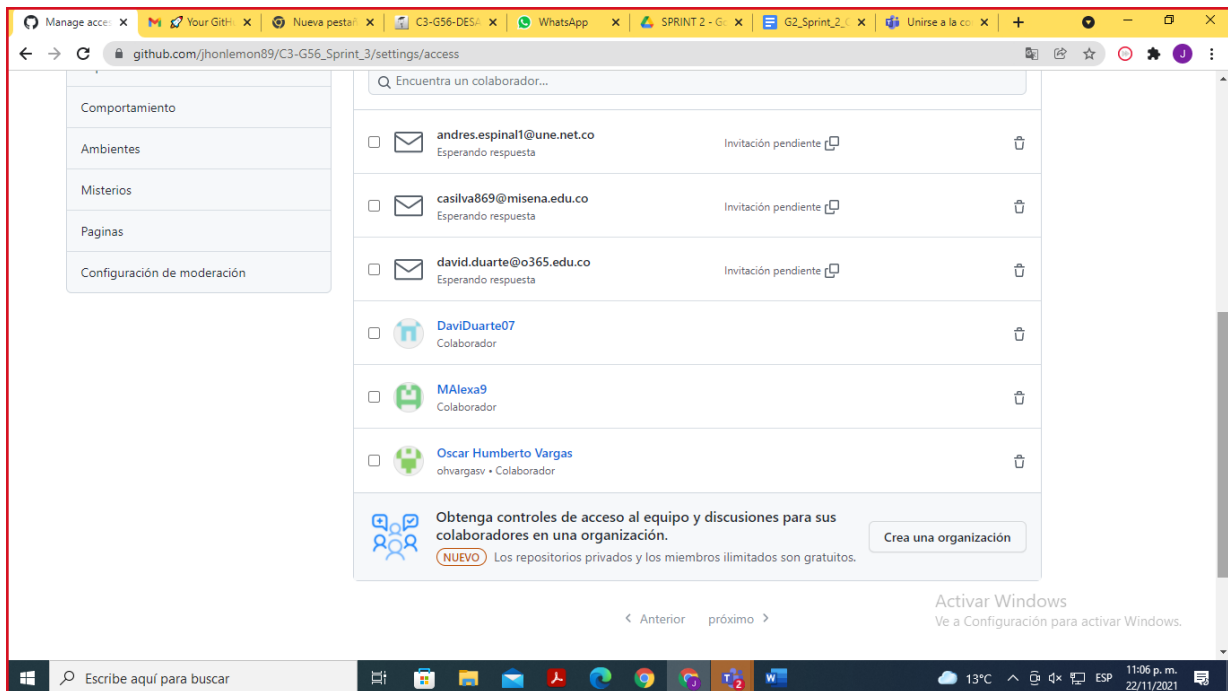 Manage acce
Your GitH
Nueva pestañ
C3-G56-DESA
WhatsApp
SPRINT 2 - Go
G2_Sprint_2_
Unirse a la co
github.com/jhonlemon89/C3-G56_Sprint_3/settings/access
J
Encuentra un colaborador...
Comportamiento
Ambientes
Misterios
Paginas
Configuración de moderación
andres.espinal1@une.net.co
Esperando respuesta
Invitación pendiente
casilva869@misena.edu.co
Esperando respuesta
Invitación pendiente
david.duarte@o365.edu.co
Esperando respuesta
Invitación pendiente
DaviDuarte07
Colaborador
MAlexa9
Colaborador
Oscar Humberto Vargas
ohvargasv • Colaborador
Obtenga controles de acceso al equipo y discusiones para sus
colaboradores en una organización.
NUEVO Los repositorios privados y los miembros ilimitados son gratuitos.
Crea una organización
Anterior próximo
Activar Windows
Ve a Configuración para activar Windows.
Escribe aquí para buscar
13°C
ESP
11:06 p. m.
22/11/2021